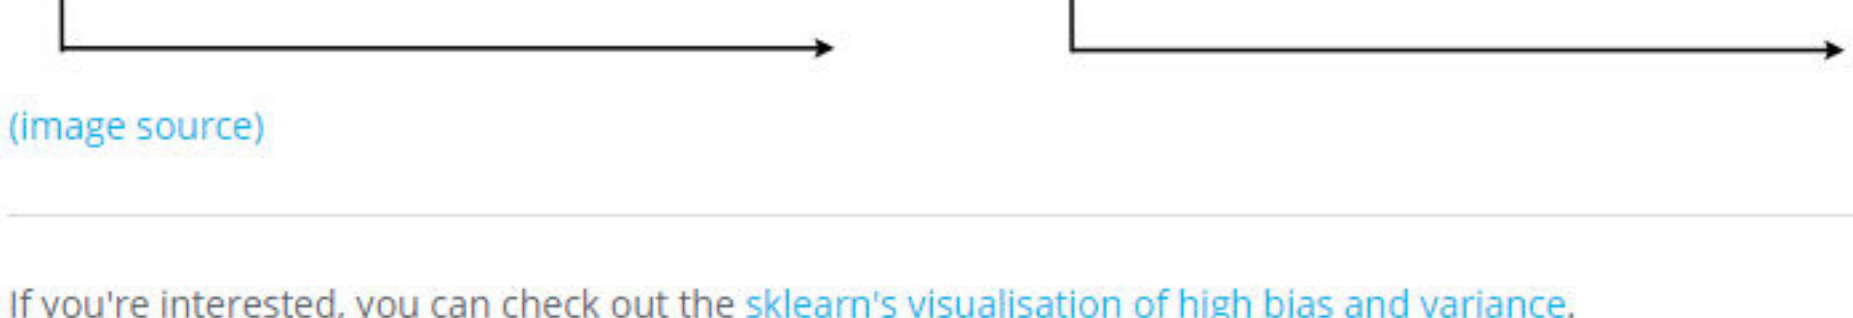 (image source)
If you're interested, you can check out the sklearn's visualisation of high bias and variance.